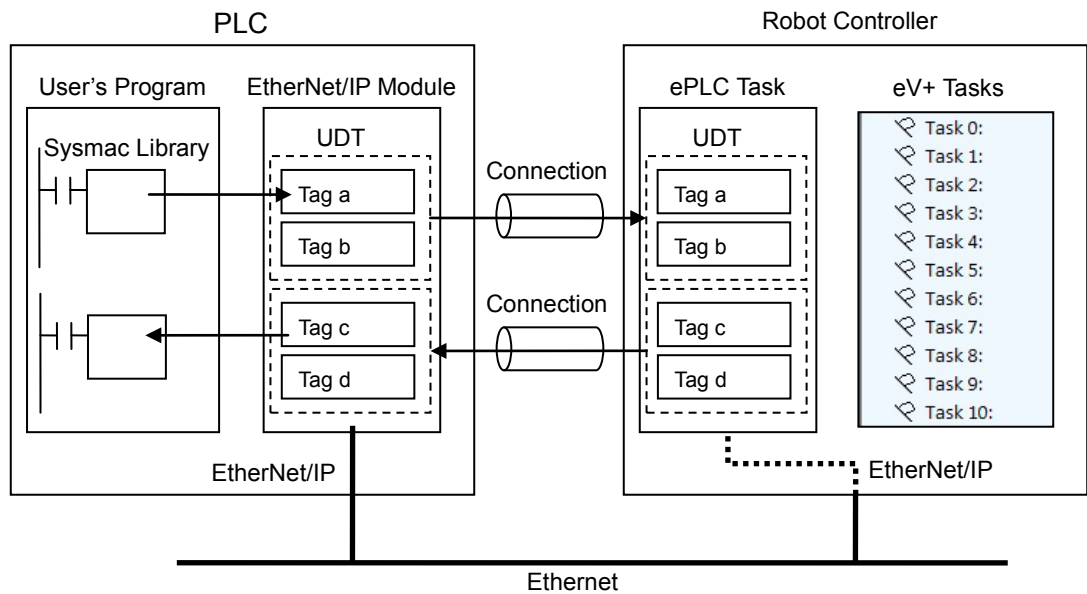 PLC
Robot Controller
User's Program
EtherNet/IP Module
ePLC Task
eV+ Tasks
Sysmac Library
UDT
Tag a
Tag b
Tag c
Tag d
Connection
Connection
UDT
Tag a
Tag b
Tag c
Tag d
Task 0:
Task 1:
Task 2:
Task 3:
Task 4:
Task 5:
Task 6:
Task 7:
Task 8:
Task 9:
Task 10:
EtherNet/IP
EtherNet/IP
Ethernet